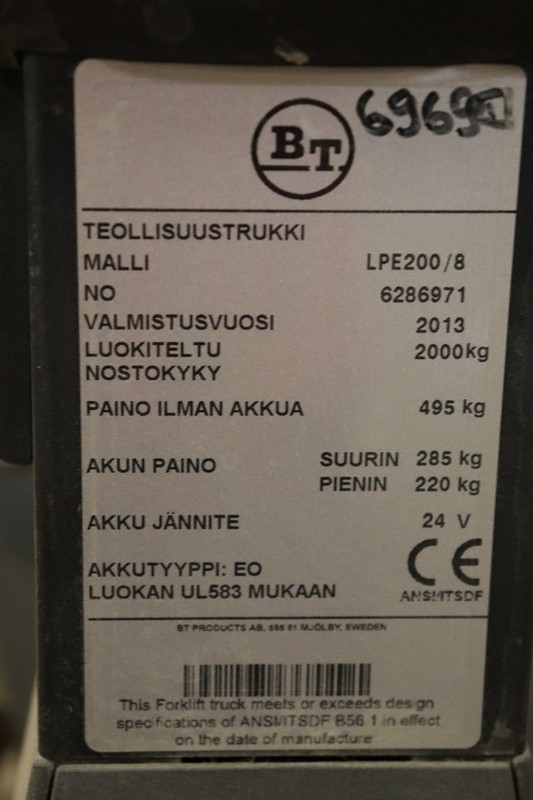 BT
TEOLLISUUSTRUKKI
MALLI LPE200/8
NO 6286971
VALMISTUSVUOSI 2013
LUOKITELTU 2000kg
NOSTOKYKY
PAINO ILMAN AKKUA 495 kg
AKUN PAINO SUURIN 285 kg
PIENIN 220 kg
AKKU JÄNNITE 24 V
AKKUTYYPPI: EO CE
LUOKAN UL583 MUKAAN ANSI/ITSDF
BT PRODUCTS AB, 595 81 MJÖLBY, SWEDEN
This Forklift truck meets or exceeds design
specifications of ANSI/ITSDF B56.1 in effect
on the date of manufacture